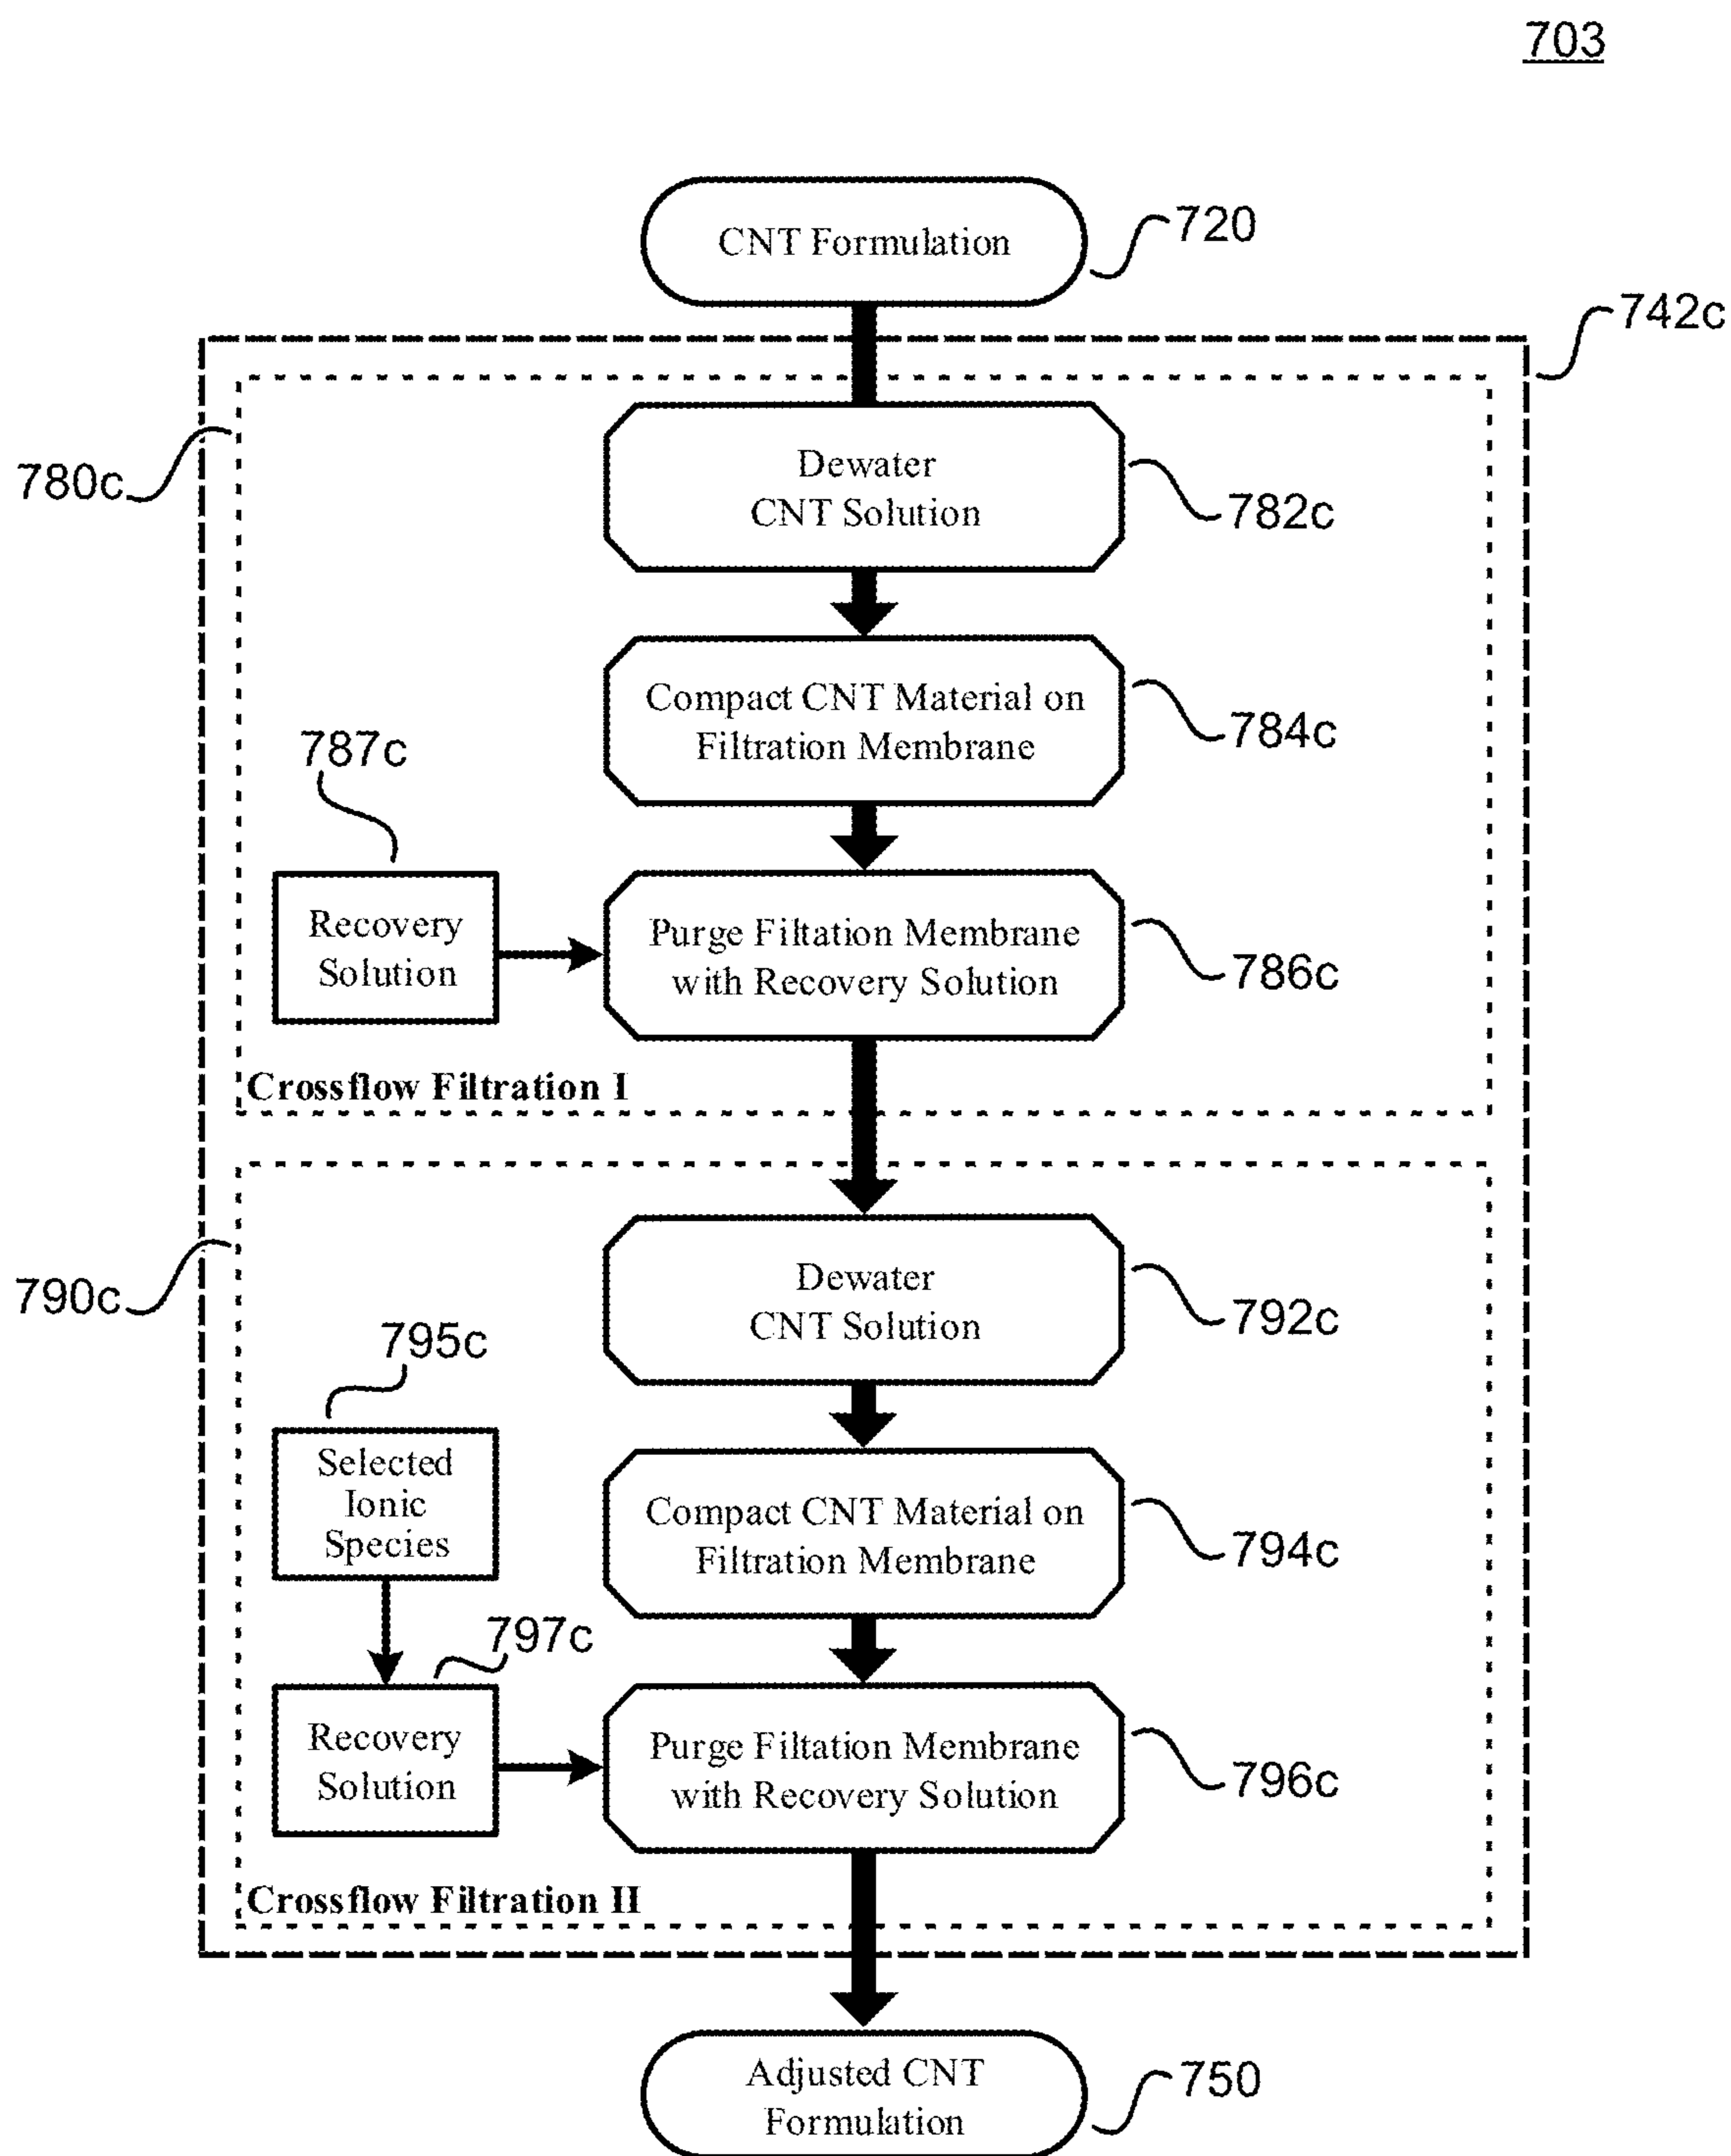 703
CNT Formulation
720
742c
780c
Dewater
CNT Solution
782c
Compact CNT Material on
Filtration Membrane
784c
787c
Recovery
Solution
Purge Filtation Membrane
with Recovery Solution
786c
Crossflow Filtration I
790c
Dewater
CNT Solution
792c
795c
Selected
Ionic
Species
Compact CNT Material on
Filtration Membrane
794c
797c
Recovery
Solution
Purge Filtation Membrane
with Recovery Solution
796c
Crossflow Filtration II
Adjusted CNT
Formulation
750